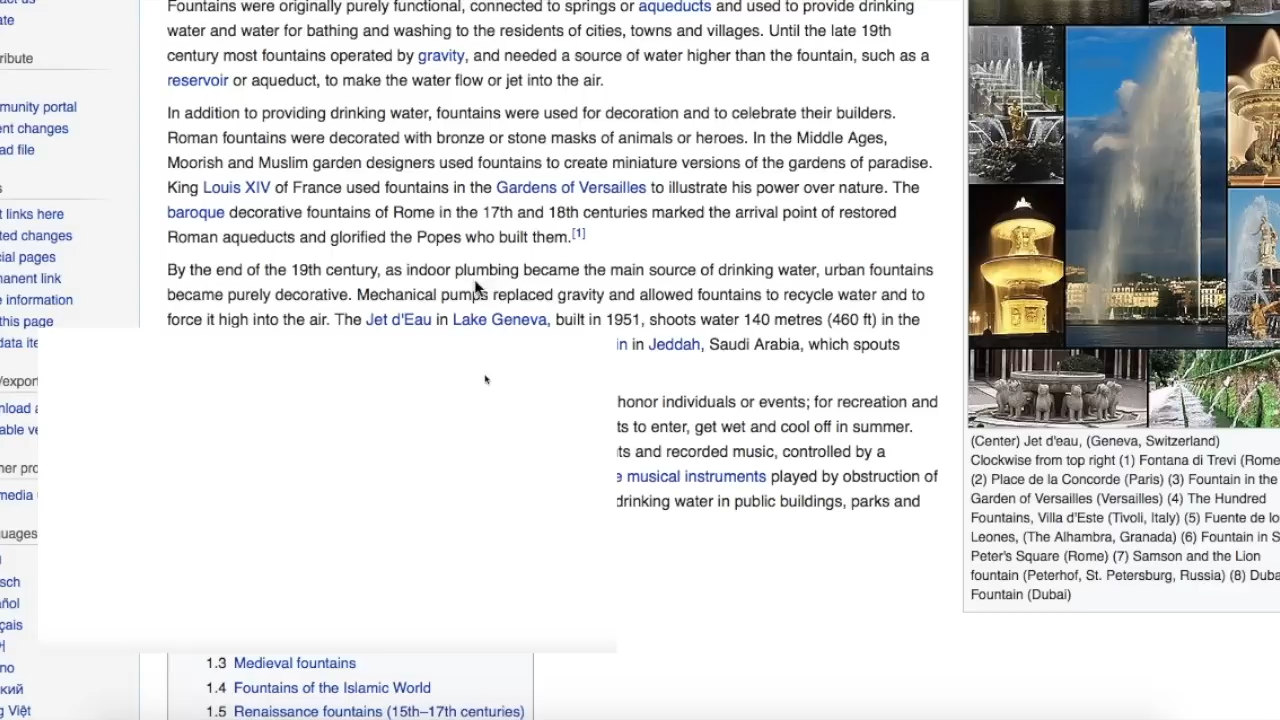 ate
ribute
munity portal
ent changes
ad file
links here
ted changes
cial pages
manent link
information
this page
data
/export
nload
able
her
media
uages
sch
añol
çais
no
кий
g Việt
Fountains were originally purely functional, connected to springs or aqueducts and used to provide drinking
water and water for bathing and washing to the residents of cities, towns and villages. Until the late 19th
century most fountains operated by gravity, and needed a source of water higher than the fountain, such as a
reservoir or aqueduct, to make the water flow or jet into the air.
In addition to providing drinking water, fountains were used for decoration and to celebrate their builders.
Roman fountains were decorated with bronze or stone masks of animals or heroes. In the Middle Ages,
Moorish and Muslim garden designers used fountains to create miniature versions of the gardens of paradise.
King Louis XIV of France used fountains in the Gardens of Versailles to illustrate his power over nature. The
baroque decorative fountains of Rome in the 17th and 18th centuries marked the arrival point of restored
Roman aqueducts and glorified the Popes who built them.[1]
By the end of the 19th century, as indoor plumbing became the main source of drinking water, urban fountains
became purely decorative. Mechanical pumps replaced gravity and allowed fountains to recycle water and to
force it high into the air. The Jet d'Eau in Lake Geneva, built in 1951, shoots water 140 metres (460 ft) in the
in in Jeddah, Saudi Arabia, which spouts
honor individuals or events; for recreation and
ts to enter, get wet and cool off in summer.
ts and recorded music, controlled by a
e musical instruments played by obstruction of
drinking water in public buildings, parks and
1.3 Medieval fountains
1.4 Fountains of the Islamic World
1.5 Renaissance fountains (15th–17th centuries)
(Center) Jet d'eau, (Geneva, Switzerland)
Clockwise from top right (1) Fontana di Trevi (Rome
(2) Place de la Concorde (Paris) (3) Fountain in the
Garden of Versailles (Versailles) (4) The Hundred
Fountains, Villa d'Este (Tivoli, Italy) (5) Fuente de lo
Leones, (The Alhambra, Granada) (6) Fountain in S
Peter's Square (Rome) (7) Samson and the Lion
fountain (Peterhof, St. Petersburg, Russia) (8) Duba
Fountain (Dubai)